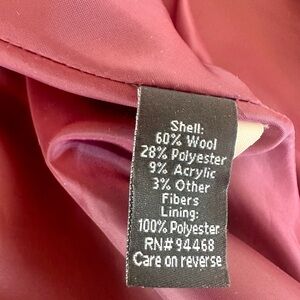 Shell:
60% Wool
28% Polyester
9% Acrylic
3% Other
Fibers
Lining:
100% Polyester
RN# 94468
Care on reverse